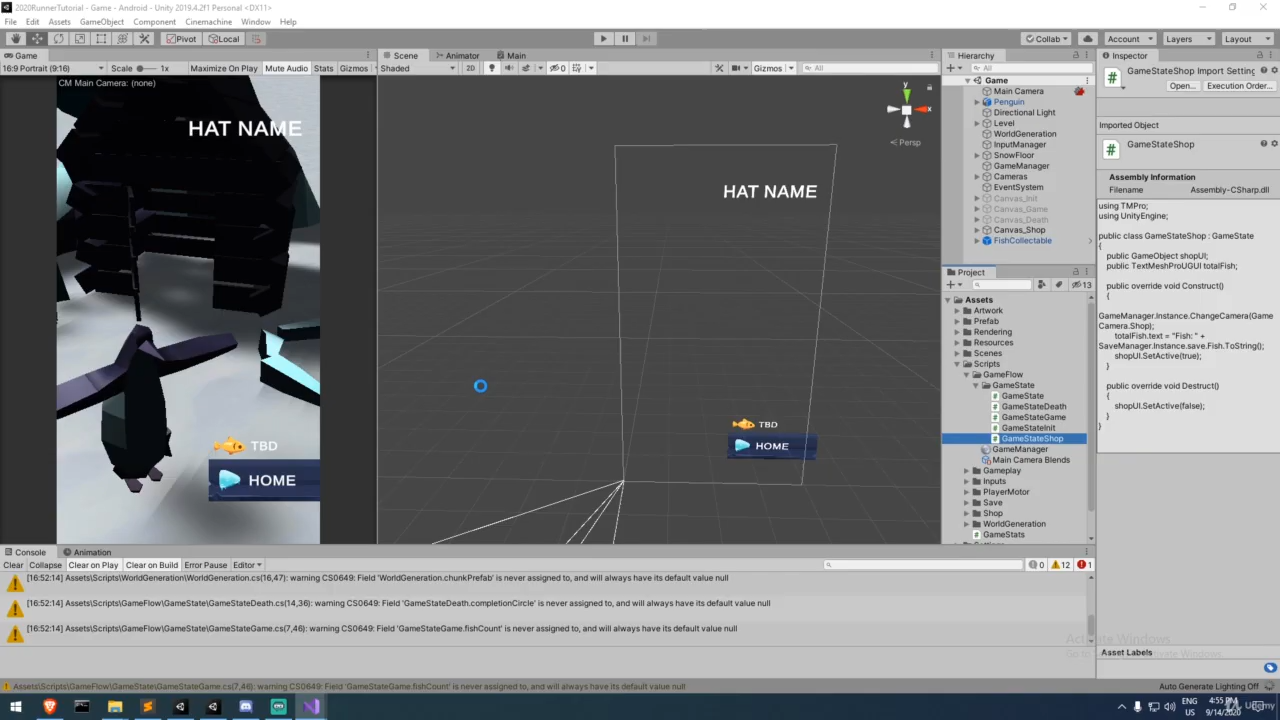 2020RunnerTutorial - Game - Android - Unity 2019.4.2f1 Personal <DX11>
File Edit Assets GameObject Component Cinemachine Window Help
Pivot Local Collab Account Layers Layout
Game Scene Animator Main Hierarchy Inspector
16:9 Portrait (9:16) Scale 1x Maximize On Play Mute Audio Stats Gizmos Shaded 2D 0 Gizmos All All
CM Main Camera: (none)
HAT NAME
TBD
HOME
y
x
Persp
HAT NAME
TBD
HOME
Game
Main Camera
Penguin
Directional Light
Level
WorldGeneration
InputManager
SnowFloor
GameManager
Cameras
EventSystem
Canvas_Init
Canvas_Game
Canvas_Death
Canvas_Shop
FishCollectable
Project
13
Assets
Artwork
Prefab
Rendering
Resources
Scenes
Scripts
GameFlow
GameState
GameState
GameStateDeath
GameStateGame
GameStateInit
GameStateShop
GameManager
Main Camera Blends
Gameplay
Inputs
PlayerMotor
Save
Shop
WorldGeneration
GameStats
GameStateShop Import Setting
Open... Execution Order...
Imported Object
GameStateShop
Assembly Information
Filename Assembly-CSharp.dll
using TMPro;
using UnityEngine;
public class GameStateShop : GameState
{
public GameObject shopUI;
public TextMeshProUGUI totalFish;
public override void Construct()
{
GameManager.Instance.ChangeCamera(Game
Camera.Shop);
totalFish.text = "Fish: " +
SaveManager.Instance.save.Fish.ToString();
shopUI.SetActive(true);
}
public override void Destruct()
{
shopUI.SetActive(false);
}
}
Console Animation
Clear Collapse Clear on Play Clear on Build Error Pause Editor 0 12 1
[16:52:14] Assets\Scripts\WorldGeneration\WorldGeneration.cs(16,47): warning CS0649: Field 'WorldGeneration.chunkPrefab' is never assigned to, and will always have its default value null
[16:52:14] Assets\Scripts\GameFlow\GameState\GameStateDeath.cs(14,36): warning CS0649: Field 'GameStateDeath.completionCircle' is never assigned to, and will always have its default value null
[16:52:14] Assets\Scripts\GameFlow\GameState\GameStateGame.cs(7,46): warning CS0649: Field 'GameStateGame.fishCount' is never assigned to, and will always have its default value null
Activate Windows
Asset Labels
Assets\Scripts\GameFlow\GameState\GameStateGame.cs(7,46): warning CS0649: Field 'GameStateGame.fishCount' is never assigned to, and will always have its default value null
Auto Generate Lighting Off
ENG
US
4:55 PM
9/14/2020
Udemy